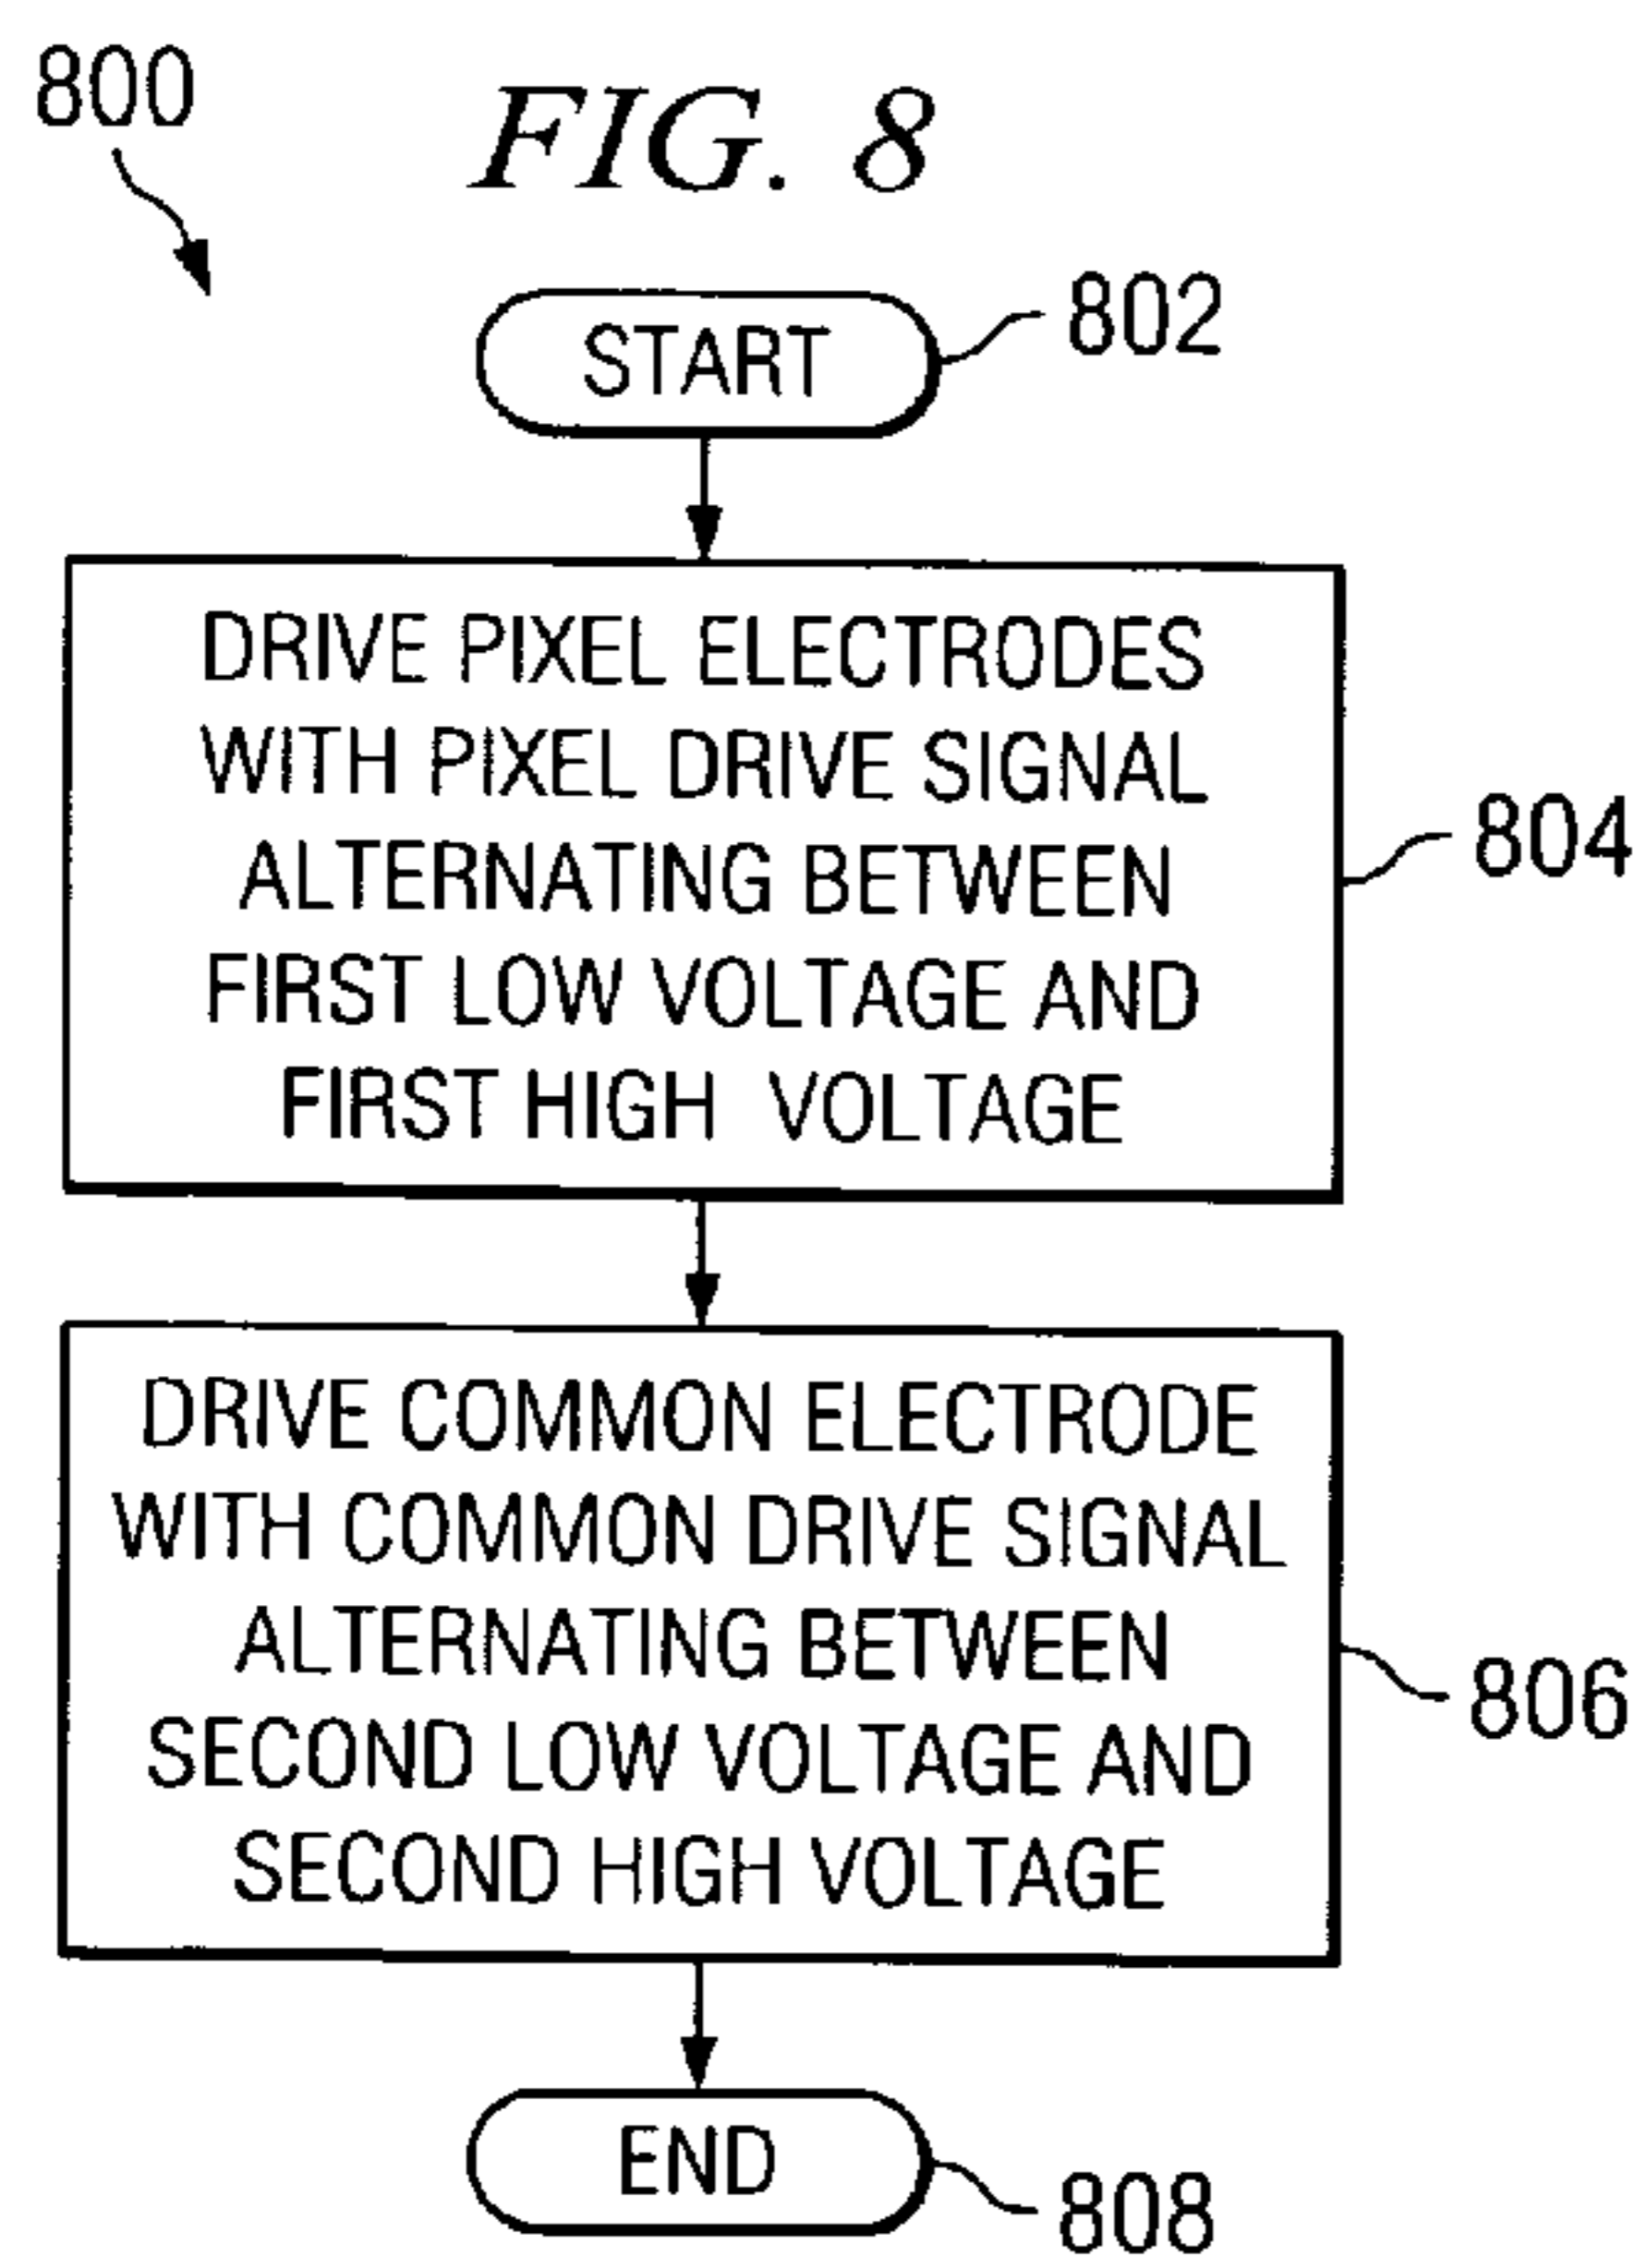 800
FIG. 8
START
802
DRIVE PIXEL ELECTRODES
WITH PIXEL DRIVE SIGNAL
ALTERNATING BETWEEN
FIRST LOW VOLTAGE AND
FIRST HIGH VOLTAGE
804
DRIVE COMMON ELECTRODE
WITH COMMON DRIVE SIGNAL
ALTERNATING BETWEEN
SECOND LOW VOLTAGE AND
SECOND HIGH VOLTAGE
806
END
808